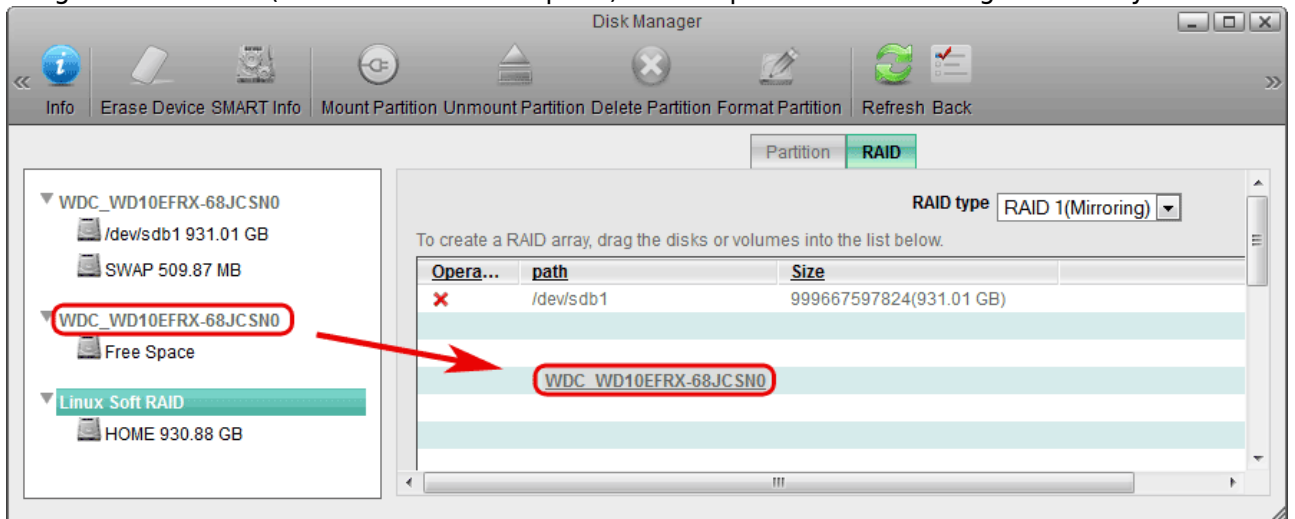 Disk Manager
« Info Erase Device SMART Info Mount Partition Unmount Partition Delete Partition Format Partition Refresh Back »
Partition RAID
WDC_WD10EFRX-68JCSN0
/dev/sdb1 931.01 GB
SWAP 509.87 MB
WDC_WD10EFRX-68JCSN0
Free Space
Linux Soft RAID
HOME 930.88 GB
RAID type RAID 1(Mirroring)
To create a RAID array, drag the disks or volumes into the list below.
Opera... path Size
/dev/sdb1 999667597824(931.01 GB)
WDC_WD10EFRX-68JCSN0